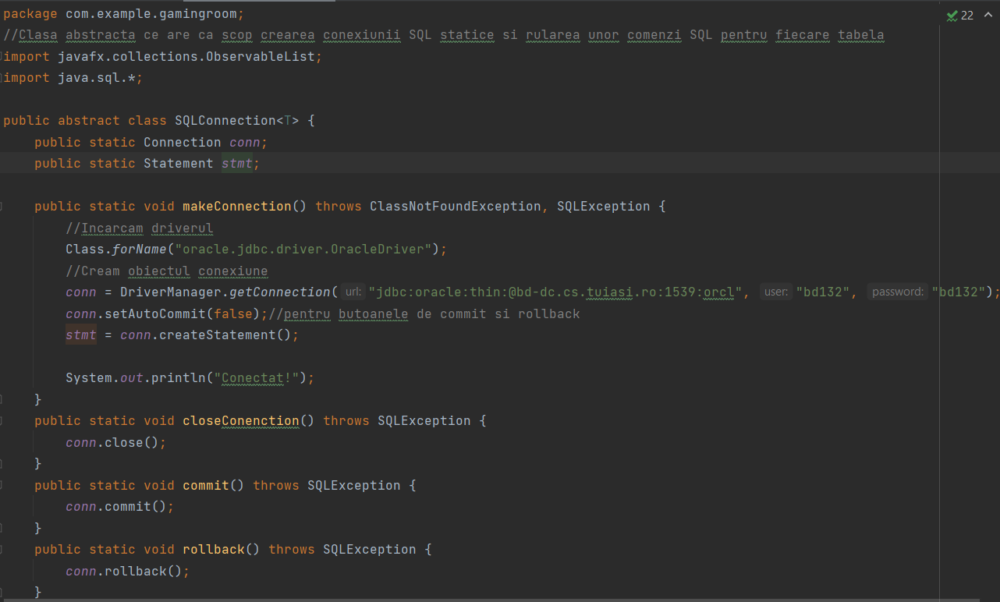 package com.example.gamingroom;
22
//Clasa abstracta ce are ca scop crearea conexiunii SQL statice si rularea unor comenzi SQL pentru fiecare tabela
import javafx.collections.ObservableList;
import java.sql.*;
public abstract class SQLConnection<T> {
    public static Connection conn;
    public static Statement stmt;
    public static void makeConnection() throws ClassNotFoundException, SQLException {
        //Incarcam driverul
        Class.forName("oracle.jdbc.driver.OracleDriver");
        //Cream obiectul conexiune
        conn = DriverManager.getConnection( url: "jdbc:oracle:thin:@bd-dc.cs.tuiasi.ro:1539:orcl", user: "bd132", password: "bd132");
        conn.setAutoCommit(false);//pentru butoanele de commit si rollback
        stmt = conn.createStatement();
        System.out.println("Conectat!");
    }
    public static void closeConenction() throws SQLException {
        conn.close();
    }
    public static void commit() throws SQLException {
        conn.commit();
    }
    public static void rollback() throws SQLException {
        conn.rollback();
    }